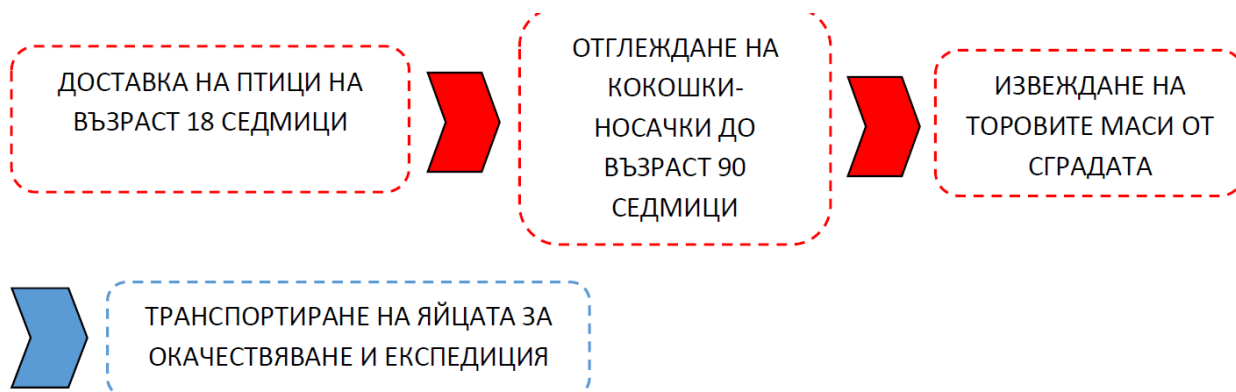 ДОСТАВКА НА ПТИЦИ НА
ВЪЗРАСТ 18 СЕДМИЦИ
ОТГЛЕЖДАНЕ НА
КОКОШКИ-
НОСАЧКИ ДО
ВЪЗРАСТ 90
СЕДМИЦИ
ИЗВЕЖДАНЕ НА
ТОРОВИТЕ МАСИ ОТ
СГРАДАТА
ТРАНСПОРТИРАНЕ НА ЯЙЦАТА ЗА
ОКАЧЕСТВЯВАНЕ И ЕКСПЕДИЦИЯ